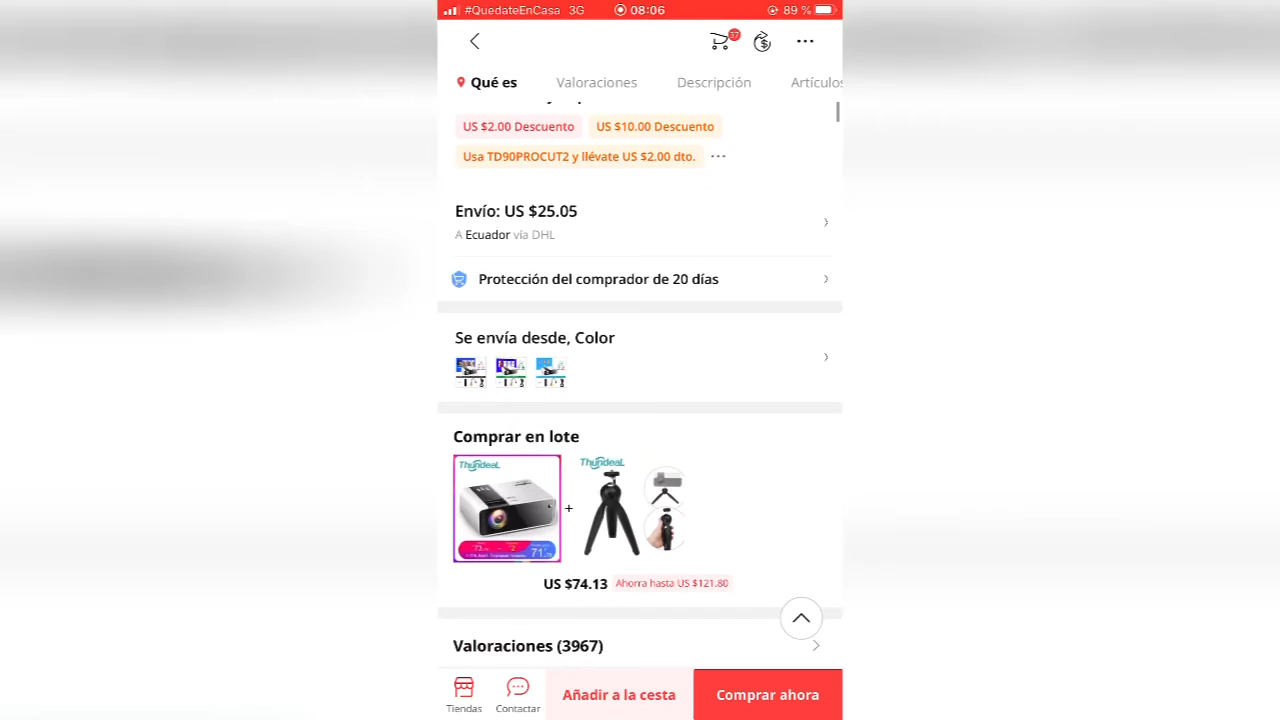 #QuedateEnCasa 3G 08:06 89 %
37
Qué es Valoraciones Descripción Artículos
US $2.00 Descuento US $10.00 Descuento
Usa TD90PROCUT2 y llévate US $2.00 dto. ...
Envío: US $25.05
A Ecuador vía DHL
Protección del comprador de 20 días
Se envía desde, Color
Comprar en lote
ThundeaL
ThundeaL
+
US $74.13 Ahorra hasta US $121.80
Valoraciones (3967)
Tiendas Contactar Añadir a la cesta Comprar ahora